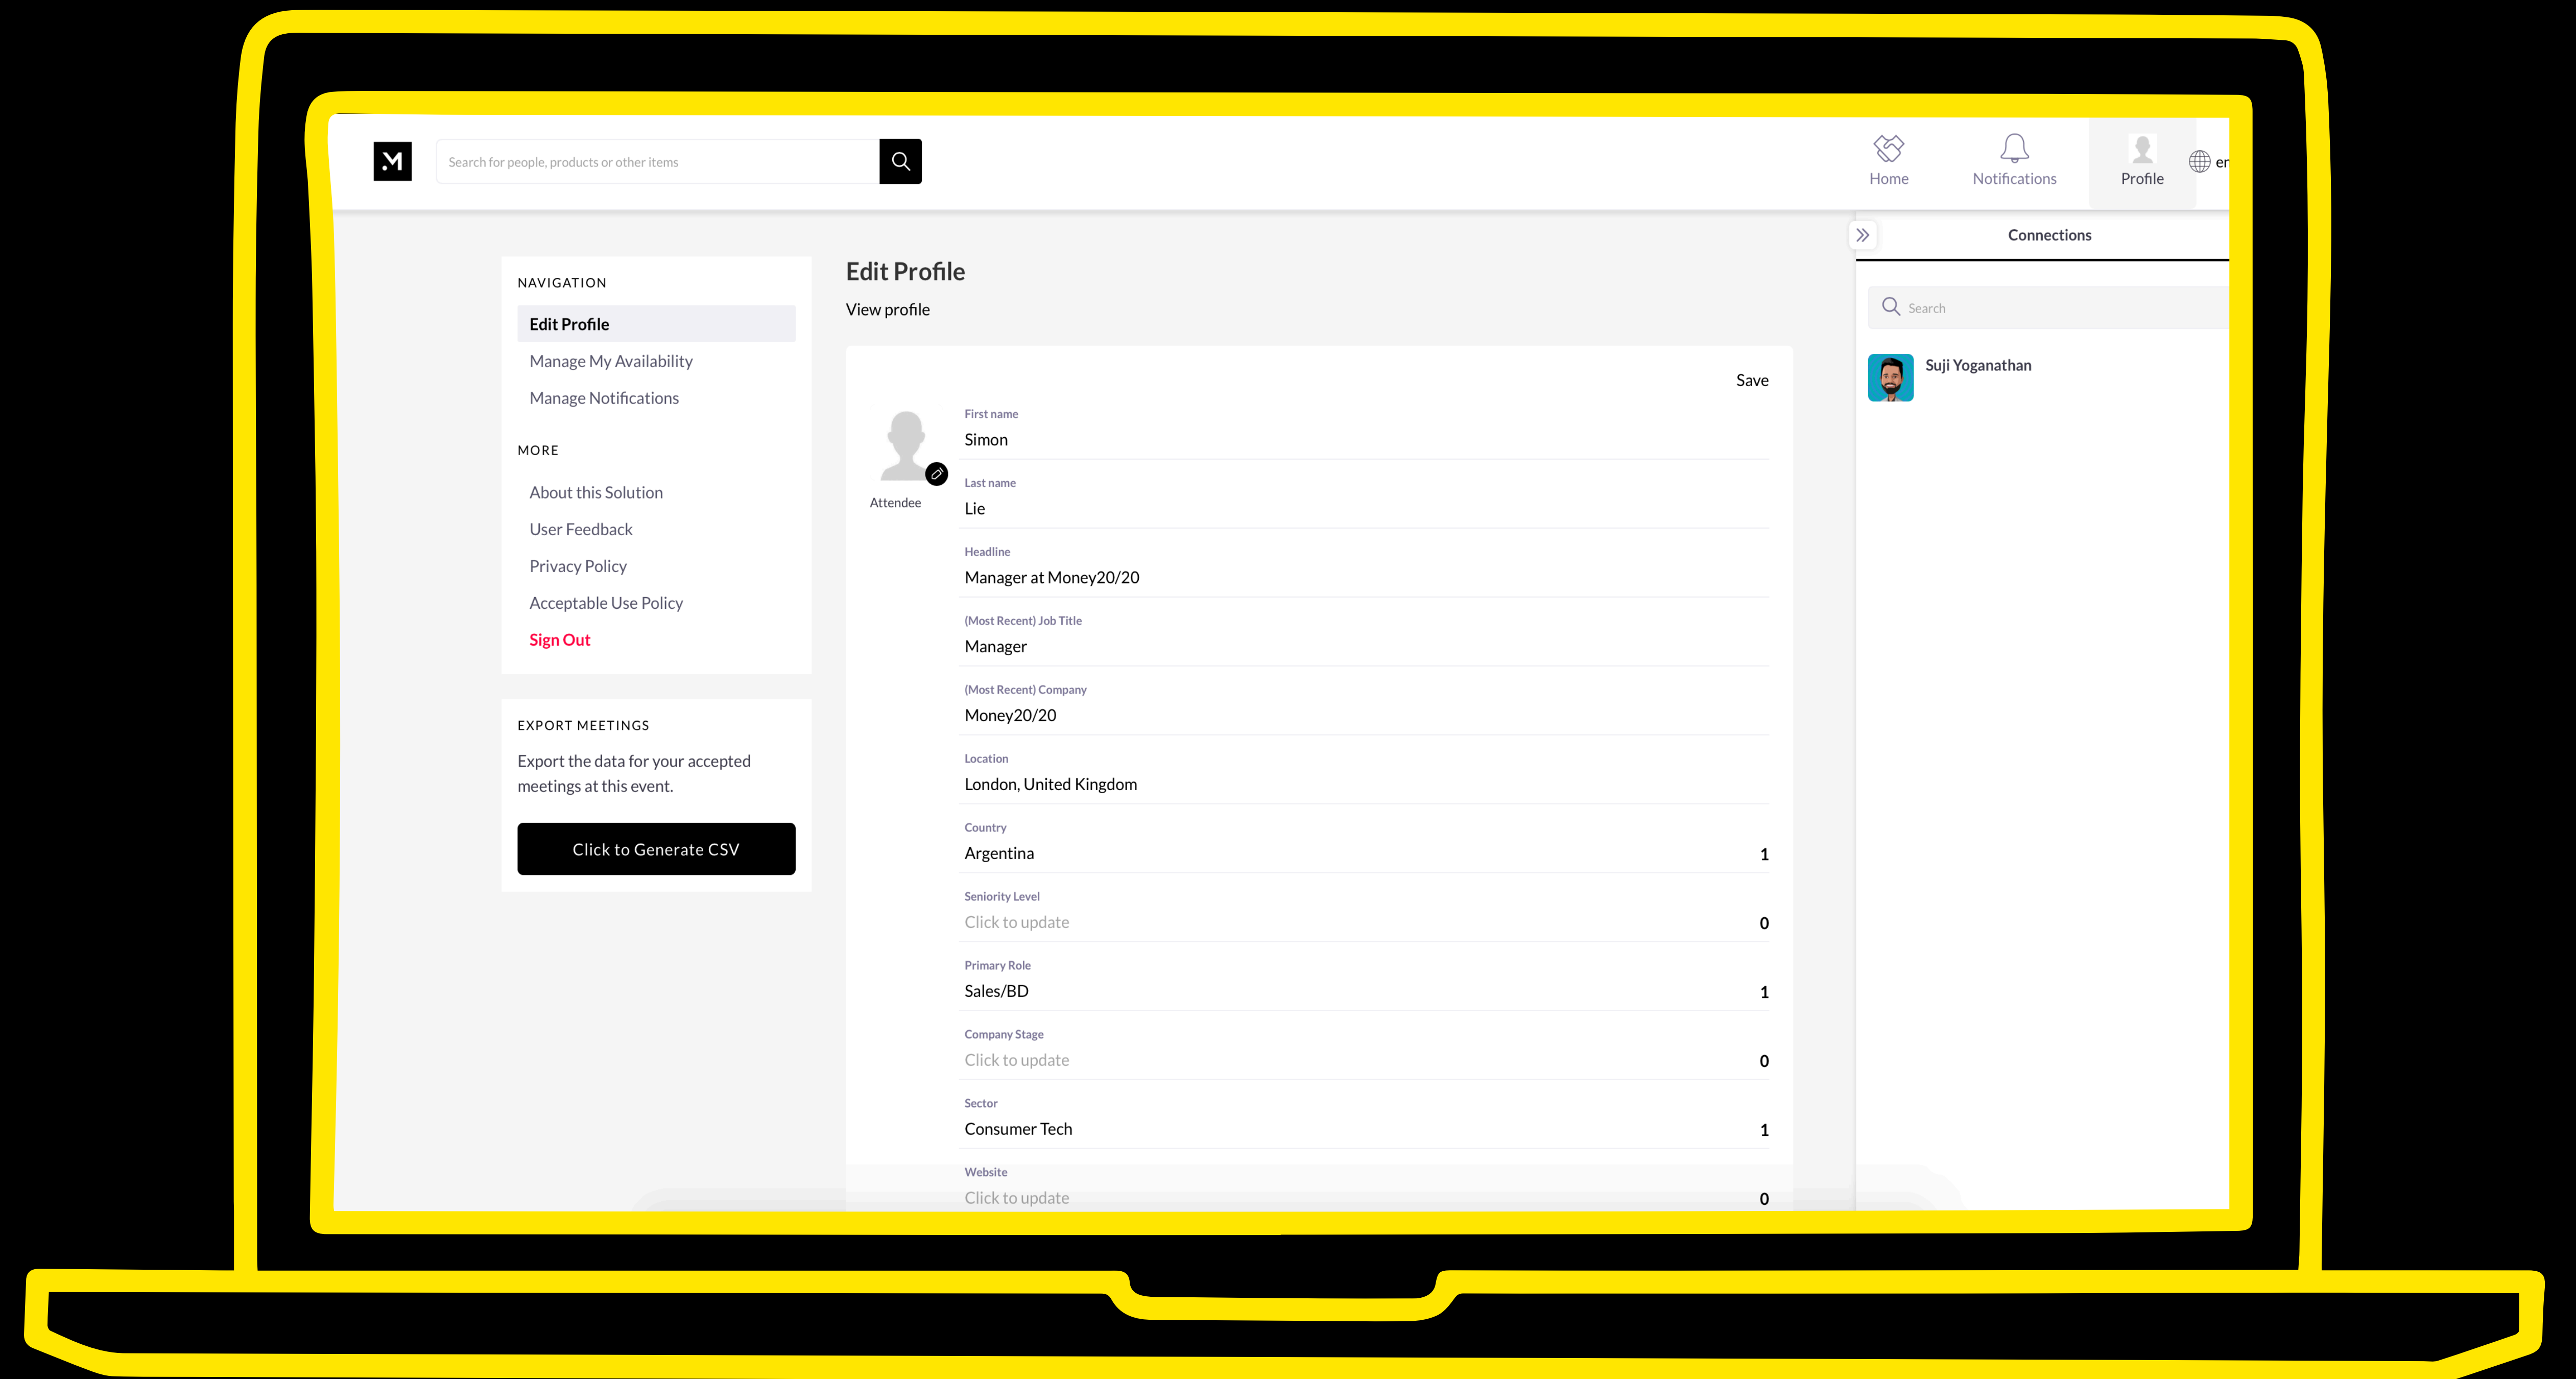 Search for people, products or other items
Home
Notifications
Profile
en
Connections
Search
Suji Yoganathan
NAVIGATION
Edit Profile
Manage My Availability
Manage Notifications
MORE
About this Solution
User Feedback
Privacy Policy
Acceptable Use Policy
Sign Out
EXPORT MEETINGS
Export the data for your accepted
meetings at this event.
Click to Generate CSV
Edit Profile
View profile
Save
Attendee
First name
Simon
Last name
Lie
Headline
Manager at Money20/20
(Most Recent) Job Title
Manager
(Most Recent) Company
Money20/20
Location
London, United Kingdom
Country
Argentina 1
Seniority Level
Click to update 0
Primary Role
Sales/BD 1
Company Stage
Click to update 0
Sector
Consumer Tech 1
Website
Click to update 0